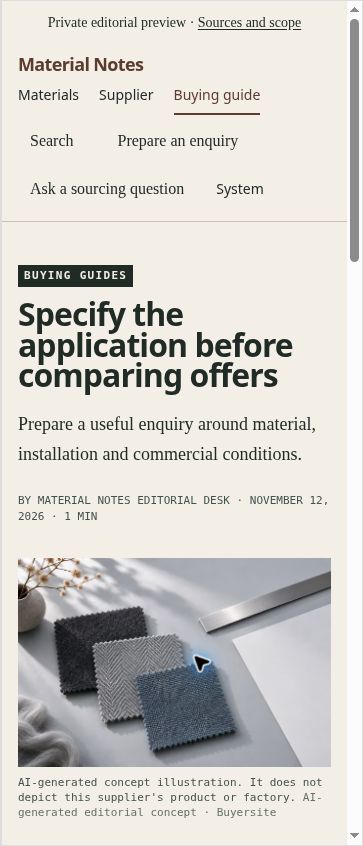 Private editorial preview · Sources and scope
Material Notes
Materials Supplier Buying guide
Search Prepare an enquiry
Ask a sourcing question System
BUYING GUIDES
Specify the
application before
comparing offers
Prepare a useful enquiry around material,
installation and commercial conditions.
BY MATERIAL NOTES EDITORIAL DESK · NOVEMBER 12,
2026 · 1 MIN
AI-generated concept illustration. It does not
depict this supplier's product or factory. AI-
generated editorial concept · Buyersite